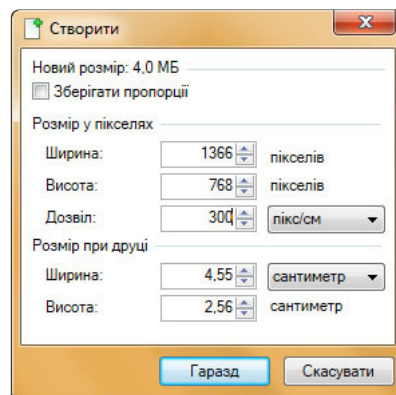 Створити
Новий розмір: 4,0 МБ
Зберігати пропорції
Розмір у пікселях
Ширина: 1366 пікселів
Висота: 768 пікселів
Дозвіл: 300 пікс/см
Розмір при друці
Ширина: 4,55 сантиметр
Висота: 2,56 сантиметр
Гаразд Скасувати